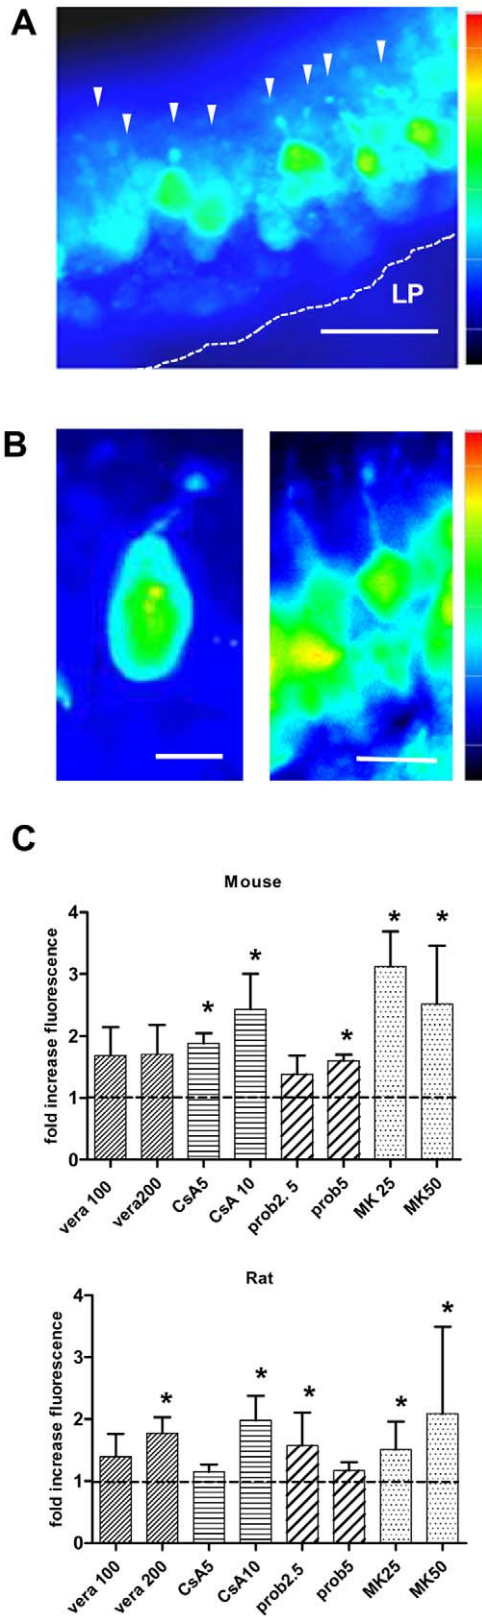 A
LP
B
C
Mouse
fold increase fluorescence
4
3
2
1
0
vera 100
vera200
CsA5
CsA 10
prob2. 5
prob5
MK 25
MK50
* * * * *
Rat
fold increase fluorescence
4
3
2
1
0
vera 100
vera 200
CsA5
CsA10
prob2.5
prob5
MK25
MK50
* * * * *